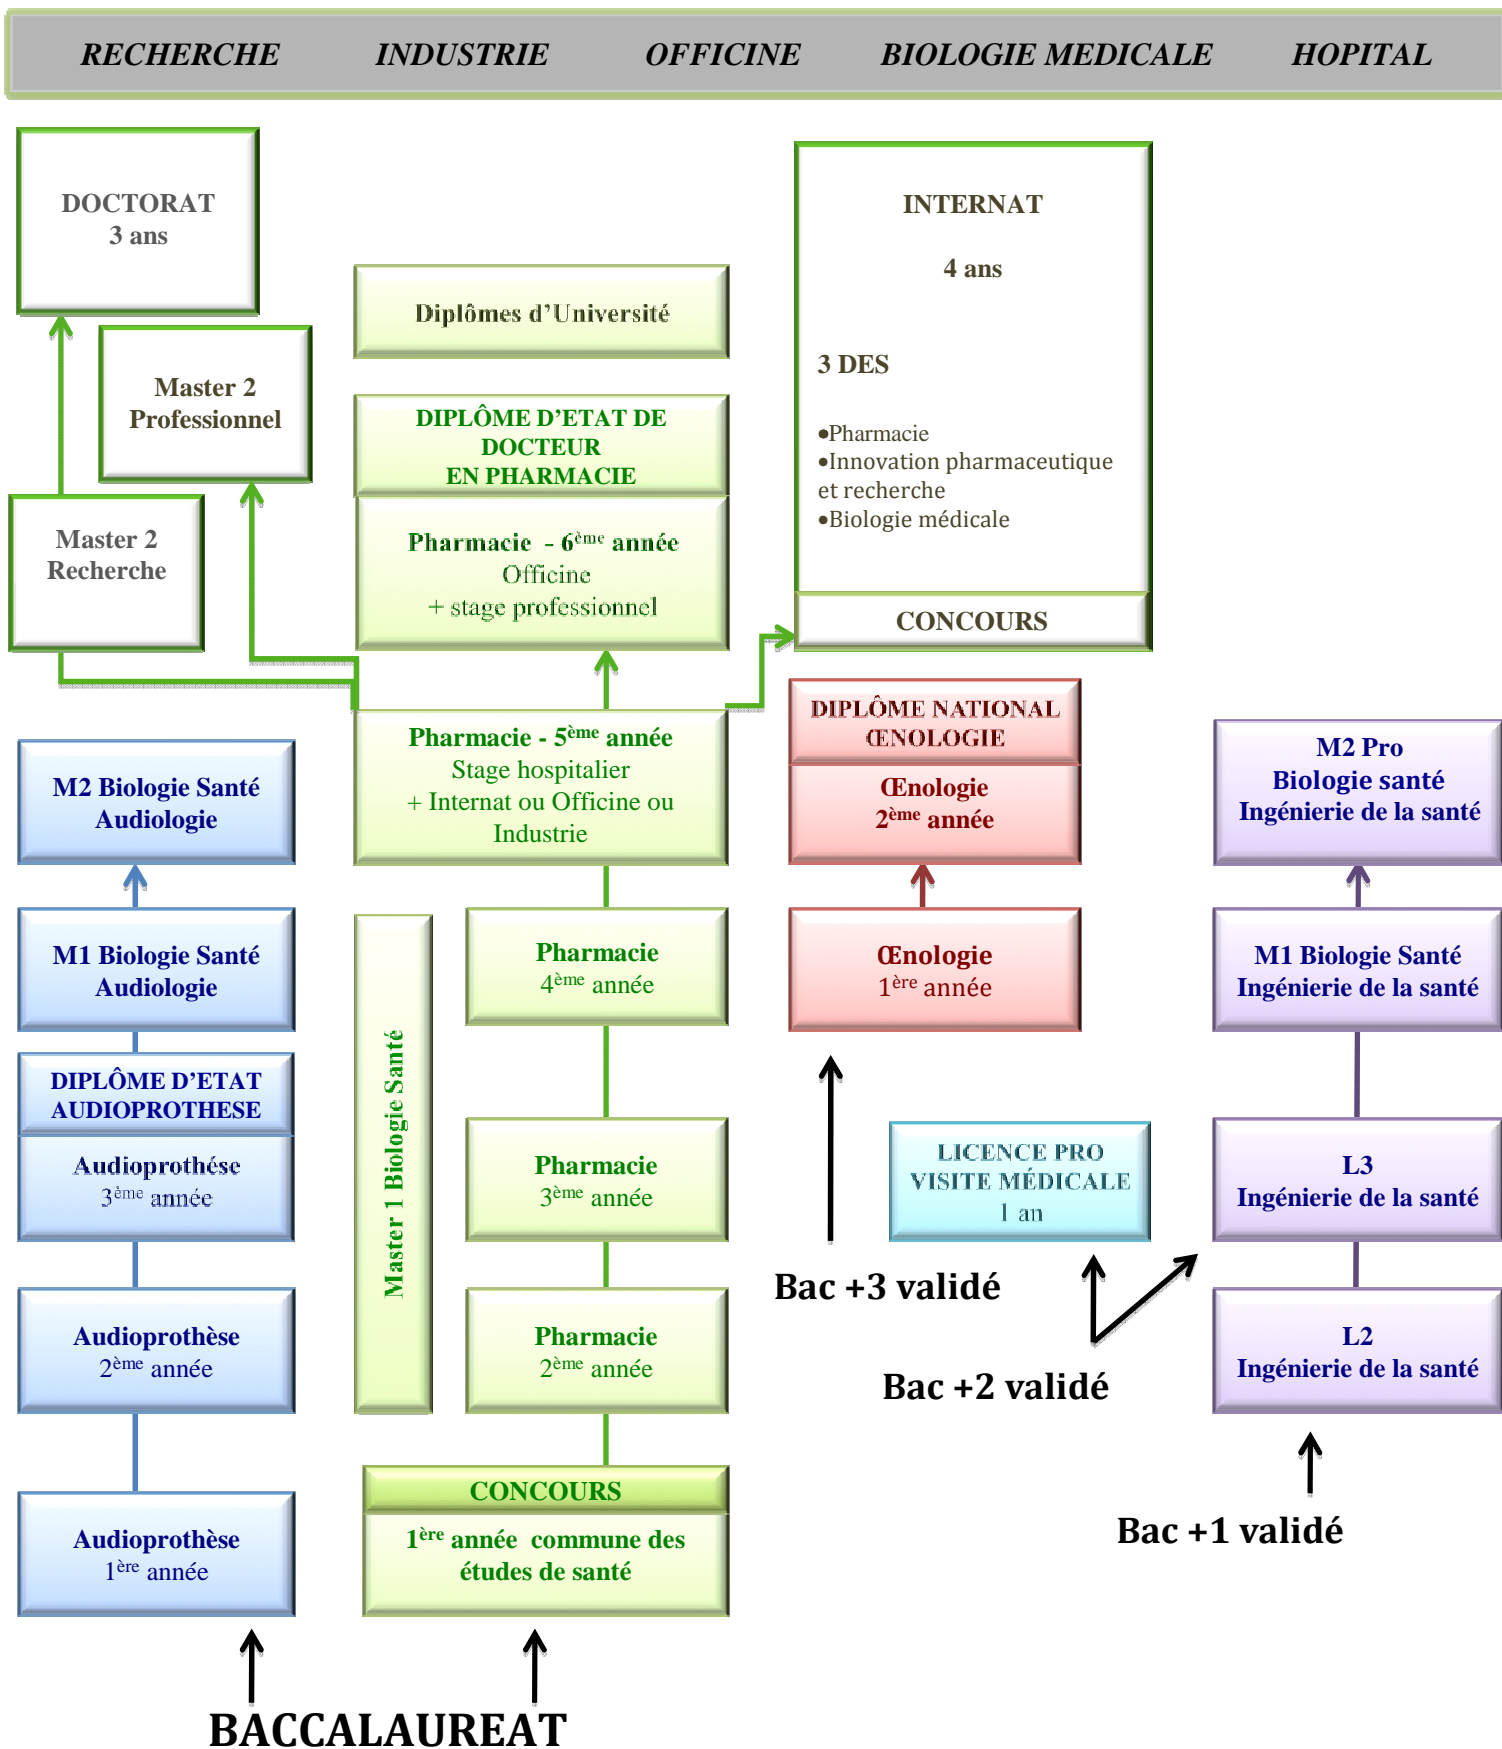 RECHERCHE INDUSTRIE OFFICINE BIOLOGIE MEDICALE HOPITAL
DOCTORAT
3 ans
Master 2
Professionnel
Master 2
Recherche
Diplômes d’Université
DIPLÔME D’ETAT DE
DOCTEUR
EN PHARMACIE
Pharmacie - 6ème année
Officine
+ stage professionnel
INTERNAT
4 ans
3 DES
•Pharmacie
•Innovation pharmaceutique
et recherche
•Biologie médicale
CONCOURS
Pharmacie - 5ème année
Stage hospitalier
+ Internat ou Officine ou
Industrie
DIPLÔME NATIONAL
ŒNOLOGIE
Œnologie
2ème année
Œnologie
1ère année
M2 Pro
Biologie santé
Ingénierie de la santé
M1 Biologie Santé
Ingénierie de la santé
L3
Ingénierie de la santé
L2
Ingénierie de la santé
M2 Biologie Santé
Audiologie
M1 Biologie Santé
Audiologie
DIPLÔME D’ETAT
AUDIOPROTHESE
Audioprothése
3ème année
Audioprothèse
2ème année
Audioprothèse
1ère année
Master 1 Biologie Santé
Pharmacie
4ème année
Pharmacie
3ème année
Pharmacie
2ème année
CONCOURS
1ère année commune des
études de santé
LICENCE PRO
VISITE MÉDICALE
1 an
Bac +3 validé
Bac +2 validé
Bac +1 validé
BACCALAUREAT